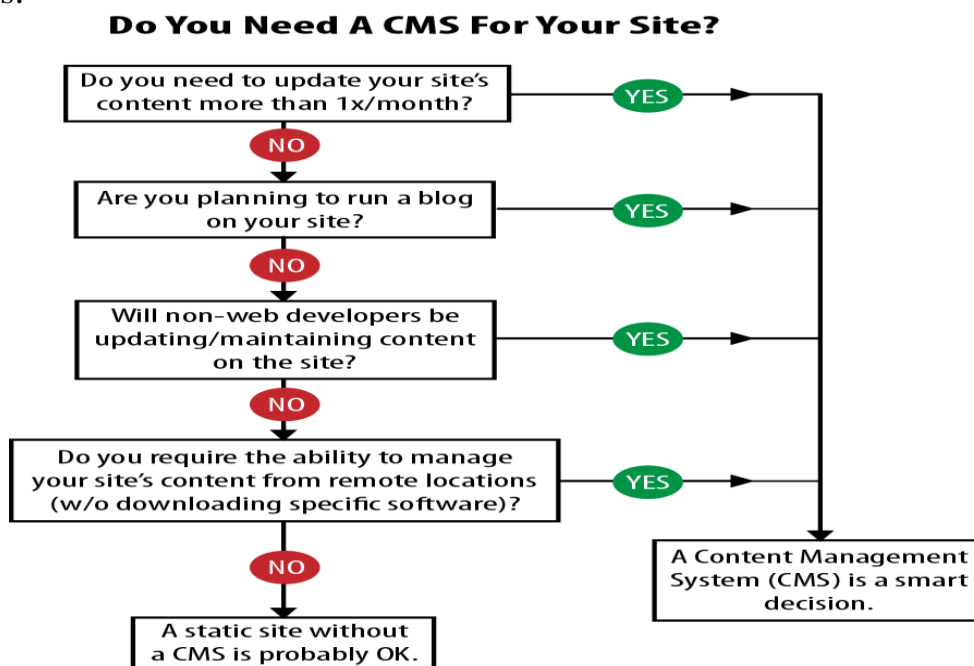 s.
Do You Need A CMS For Your Site?
Do you need to update your site's
content more than 1x/month?
YES
NO
Are you planning to run a blog
on your site?
YES
NO
Will non-web developers be
updating/maintaining content
on the site?
YES
NO
Do you require the ability to manage
your site's content from remote locations
(w/o downloading specific software)?
YES
NO
A Content Management
System (CMS) is a smart
decision.
A static site without
a CMS is probably OK.